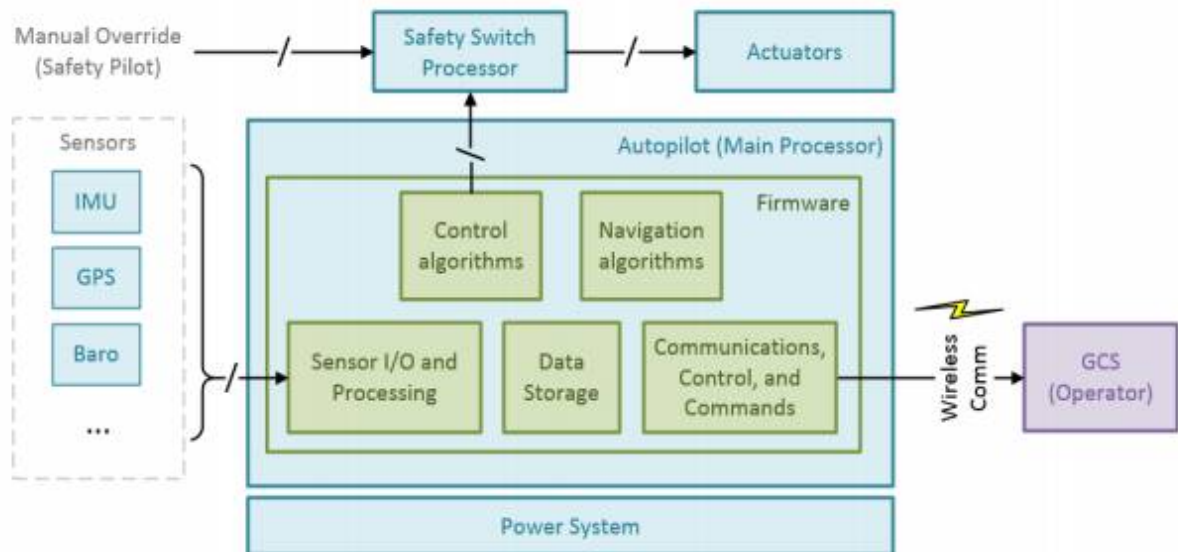 Manual Override
(Safety Pilot)
Safety Switch
Processor
Actuators
Sensors
IMU
GPS
Baro
...
Autopilot (Main Processor)
Firmware
Control
algorithms
Navigation
algorithms
Sensor I/O and
Processing
Data
Storage
Communications,
Control, and
Commands
Wireless
Comm
GCS
(Operator)
Power System